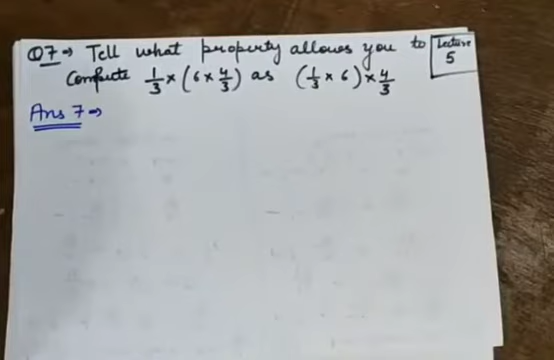 Q7⇒ Tell what property allows you to
Lecture 5
Compute 1/3 × (6 × 4/3) as (1/3 × 6) × 4/3
Ans 7⇒